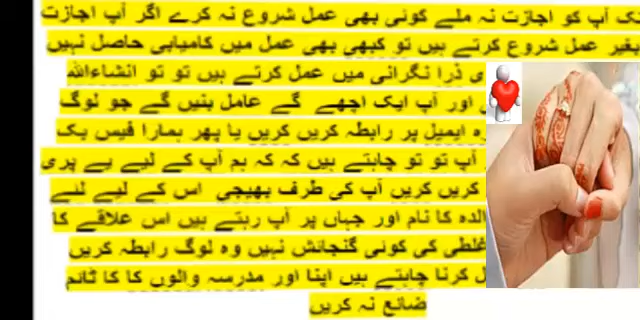 تک آپ کو اجازت نہ ملے کوئی بھی عمل شروع نہ کرے اگر آپ اجازت
بغیر عمل شروع کرتے ہیں تو کبھی بھی عمل میں کامیابی حاصل نہیں
ی ذرا نگرانی میں عمل کرتے ہیں تو تو انشاءاللہ
اور آپ ایک اچھے گے عامل بنیں گے جو لوگ
ہ ایمیل پر رابطہ کریں کریں یا پھر ہمارا فیس بک
آپ تو تو چاہتے ہیں کہ کہ ہم آپ کے لیے یے پری
کریں کریں آپ کی طرف بھیجی اس کے لیے لئے
الدہ کا نام اور جہاں پر آپ رہتے ہیں اس علاقے کا
غلطی کی کوئی گنجائش نہیں وہ لوگ رابطہ کریں
ل کرنا چاہتے ہیں اپنا اور مدرسہ والوں کا کا ٹائم
ضائع نہ کریں